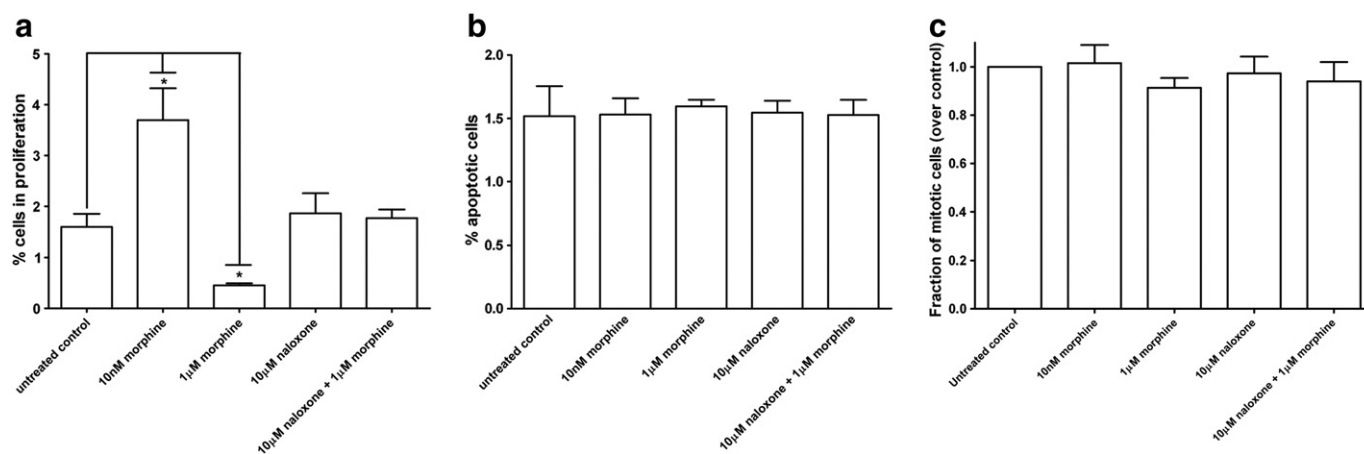 a
% cells in proliferation
5
4
3
2
1
0
*
*
untreated control
10nM morphine
1μM morphine
10μM naloxone
10μM naloxone + 1μM morphine
b
% apoptotic cells
2.0
1.5
1.0
0.5
0.0
untreated control
10nM morphine
1μM morphine
10μM naloxone
10μM naloxone + 1μM morphine
c
Fraction of mitotic cells (over control)
1.0
0.8
0.6
0.4
0.2
0.0
Untreated control
10nM morphine
1μM morphine
10μM naloxone
10μM naloxone + 1μM morphine